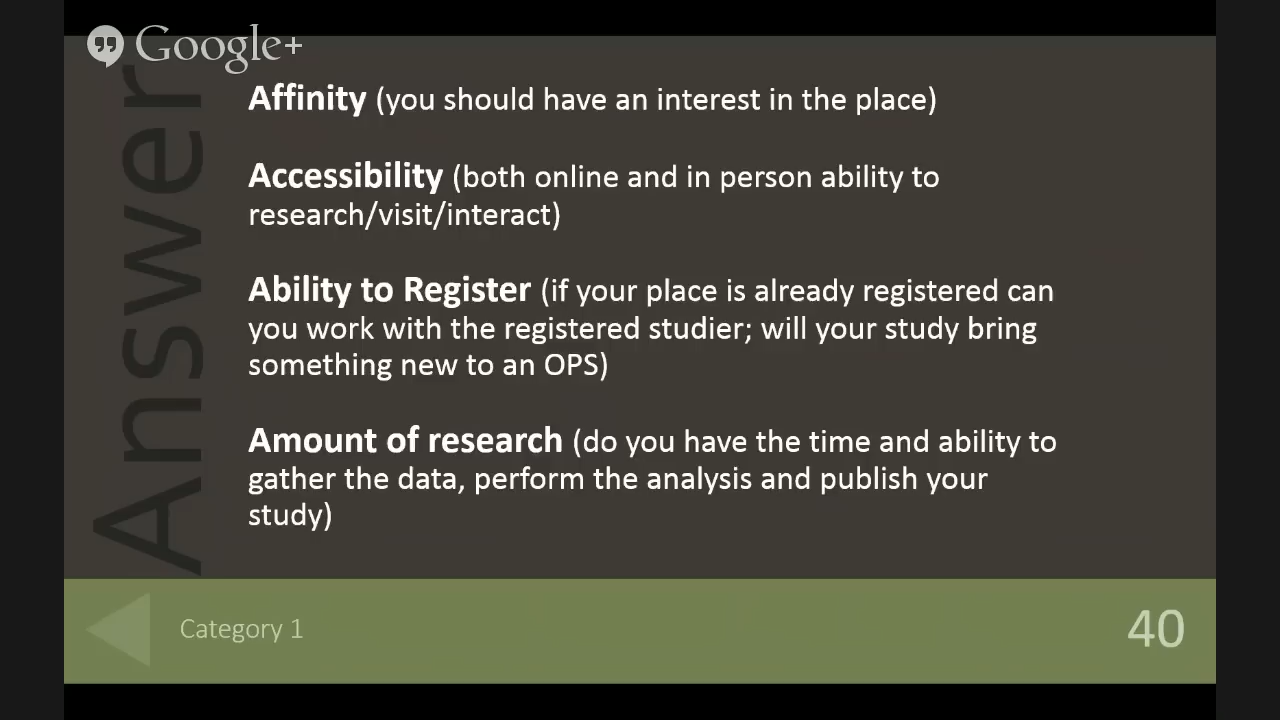 Google+
Answer
Affinity (you should have an interest in the place)
Accessibility (both online and in person ability to
research/visit/interact)
Ability to Register (if your place is already registered can
you work with the registered studier; will your study bring
something new to an OPS)
Amount of research (do you have the time and ability to
gather the data, perform the analysis and publish your
study)
Category 1
40